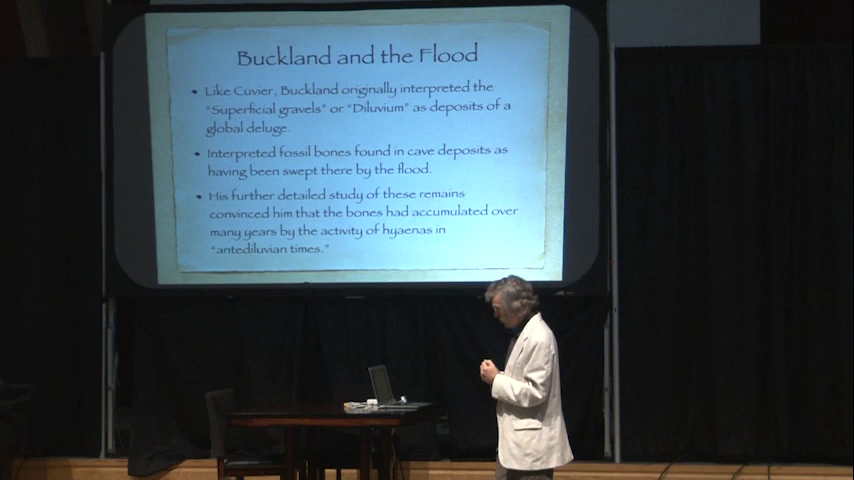 Buckland and the Flood
• Like Cuvier, Buckland originally interpreted the
"Superficial gravels" or "Diluvium" as deposits of a
global deluge.
• Interpreted fossil bones found in cave deposits as
having been swept there by the flood.
• His further detailed study of these remains
convinced him that the bones had accumulated over
many years by the activity of hyaenas in
"antediluvian times."